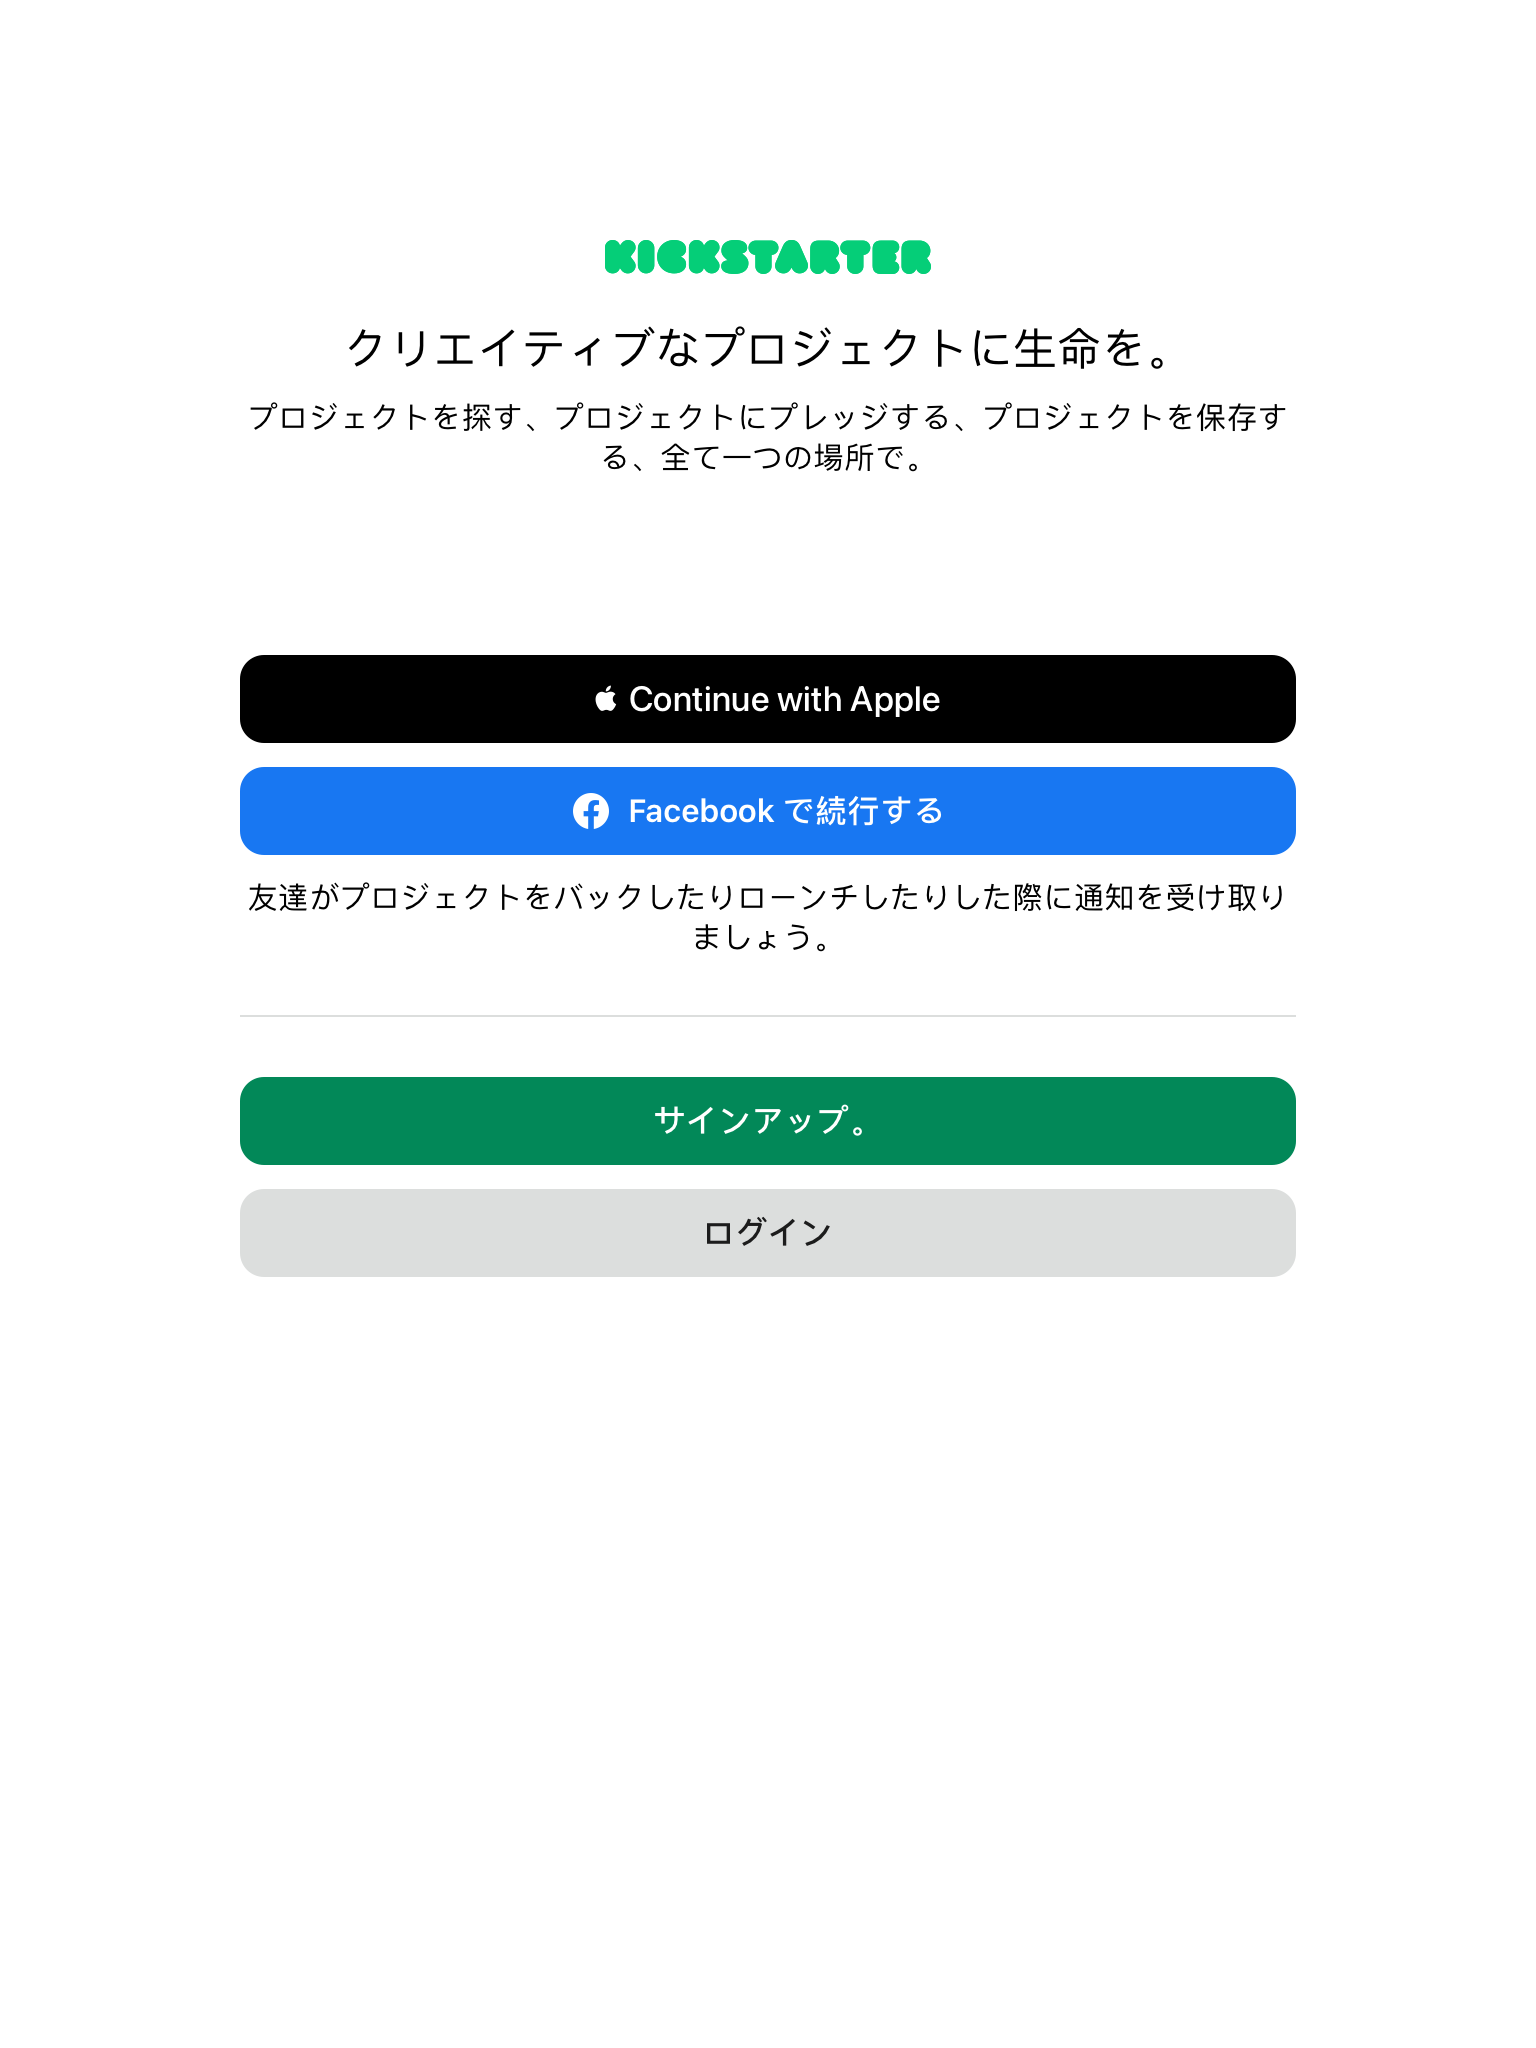 KICKSTARTER
クリエイティブなプロジェクトに生命を。
プロジェクトを探す、プロジェクトにプレッジする、プロジェクトを保存す
る、全て一つの場所で。
Continue with Apple
Facebook で続行する
友達がプロジェクトをバックしたりローンチしたりした際に通知を受け取り
ましょう。
サインアップ。
ログイン